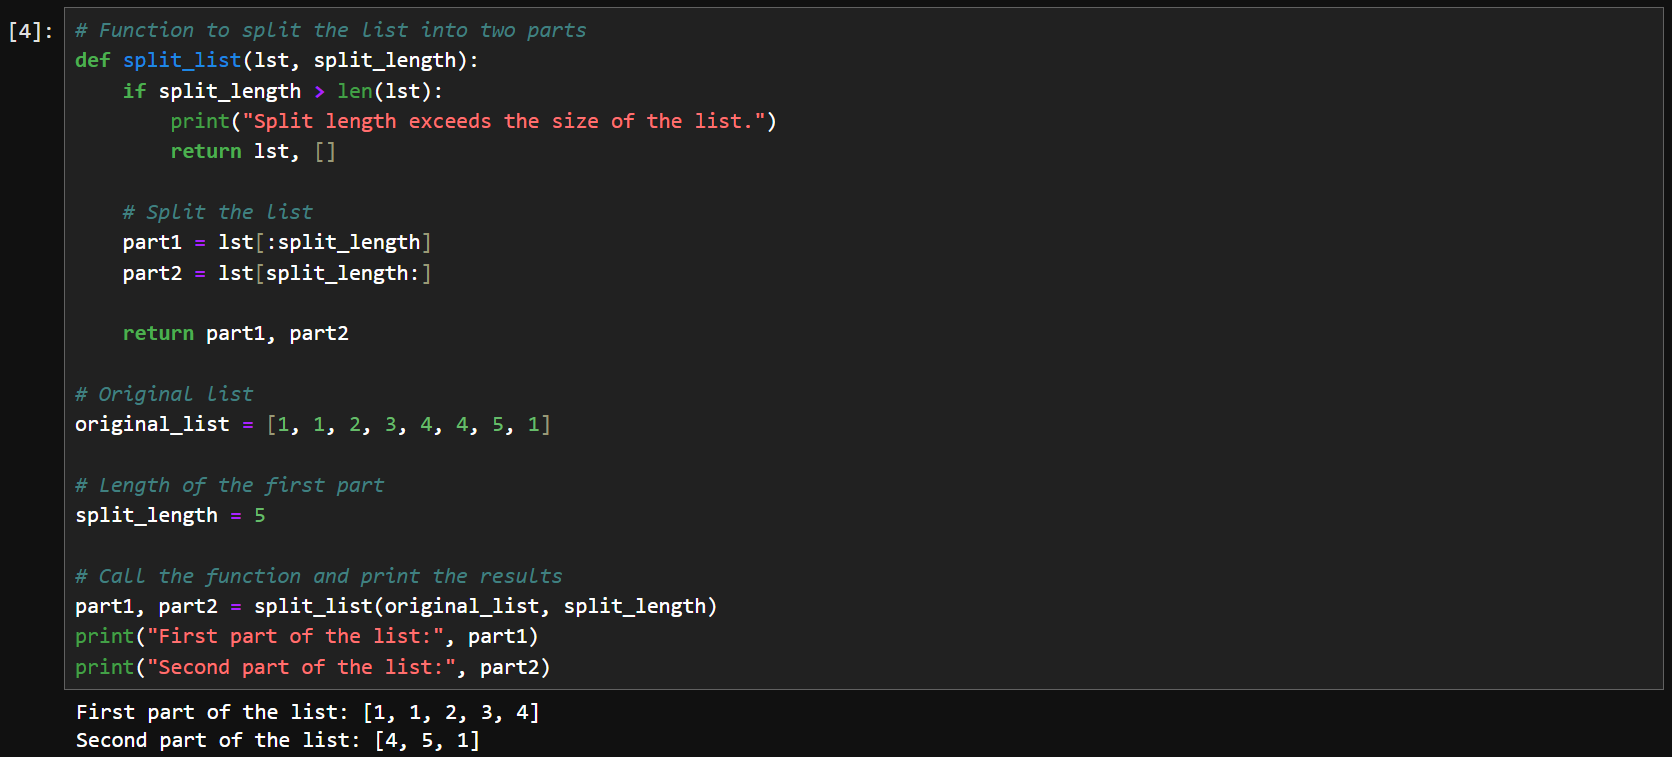 [4]:
# Function to split the list into two parts
def split_list(lst, split_length):
    if split_length > len(lst):
        print("Split length exceeds the size of the list.")
        return lst, []
    # Split the list
    part1 = lst[:split_length]
    part2 = lst[split_length:]
    return part1, part2
# Original list
original_list = [1, 1, 2, 3, 4, 4, 5, 1]
# Length of the first part
split_length = 5
# Call the function and print the results
part1, part2 = split_list(original_list, split_length)
print("First part of the list:", part1)
print("Second part of the list:", part2)
First part of the list: [1, 1, 2, 3, 4]
Second part of the list: [4, 5, 1]